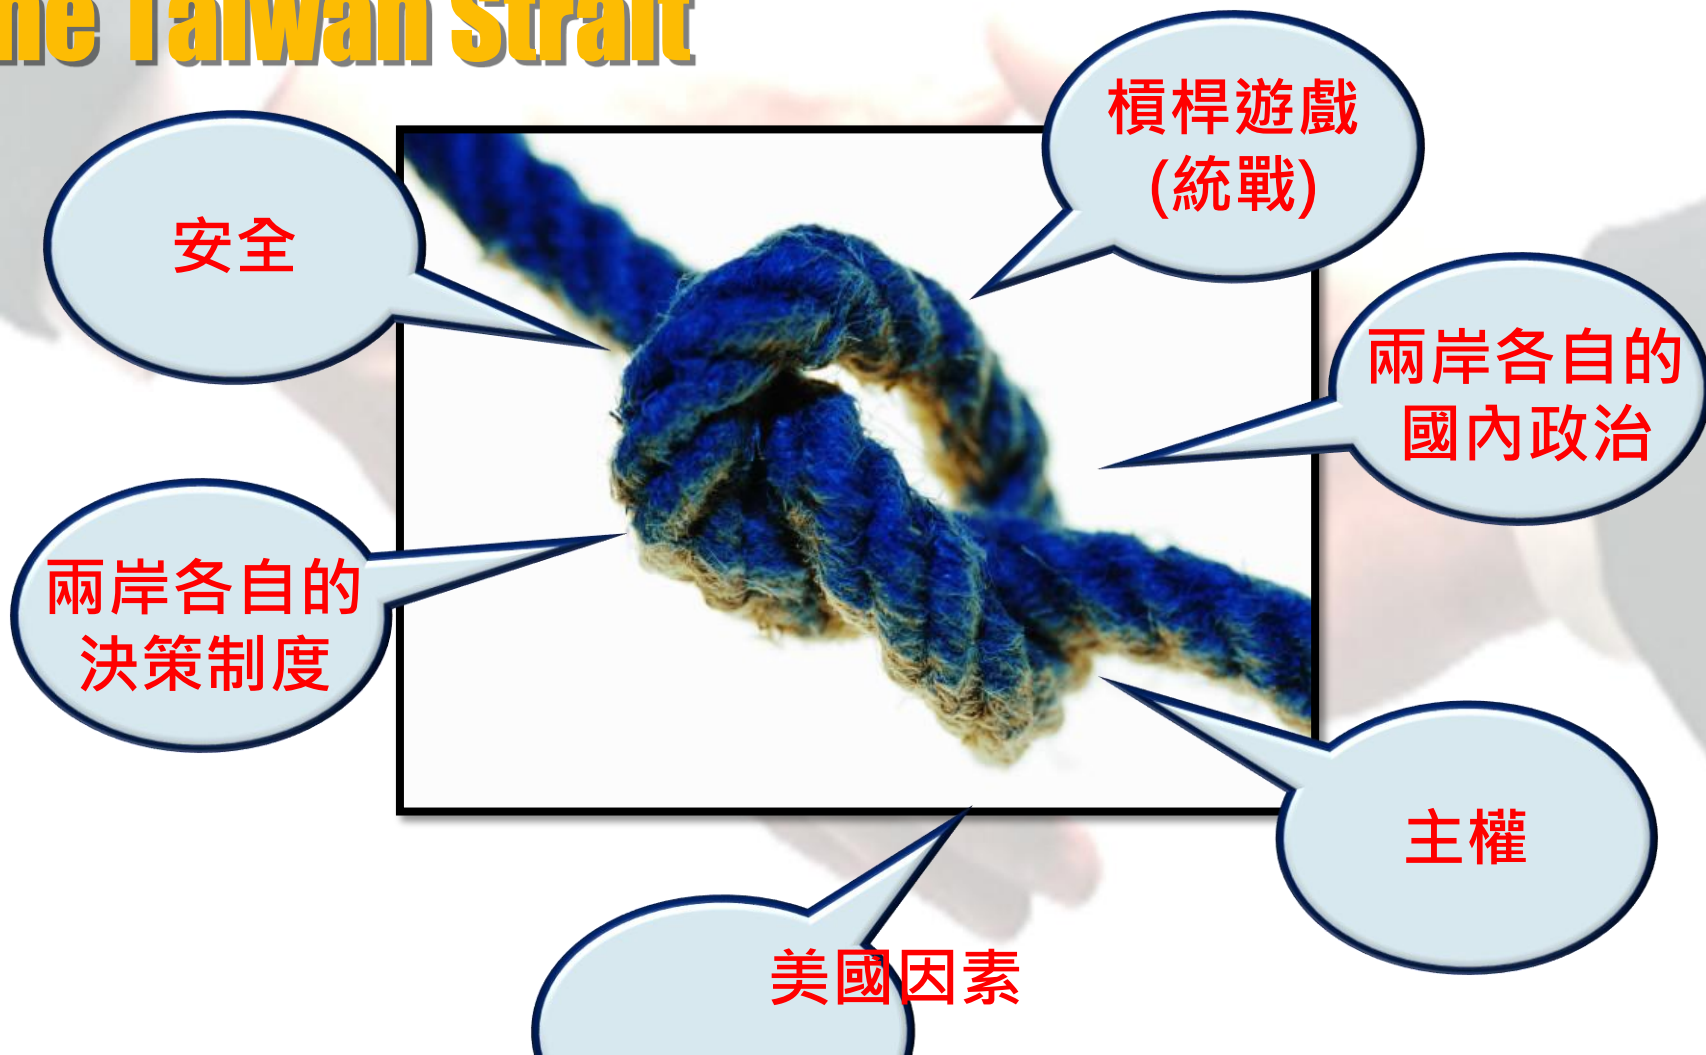 he Taiwan Strait
槓桿遊戲
(統戰)
安全
兩岸各自的
國內政治
兩岸各自的
決策制度
主權
美國因素